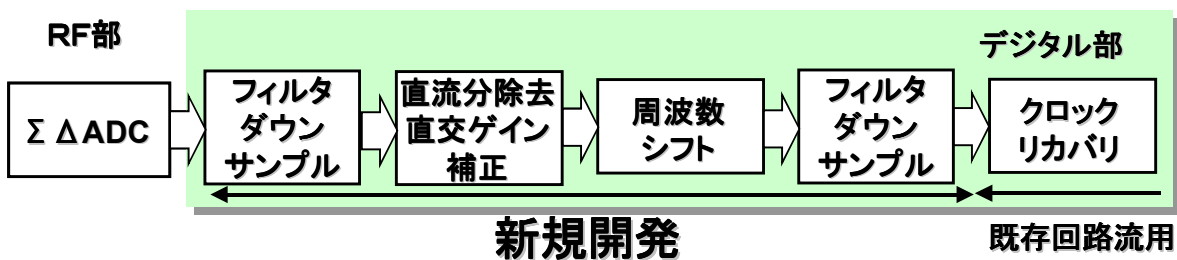 RF部
デジタル部
ΣΔADC
フィルタ
ダウン
サンプル
直流分除去
直交ゲイン
補正
周波数
シフト
フィルタ
ダウン
サンプル
クロック
リカバリ
新規開発
既存回路流用